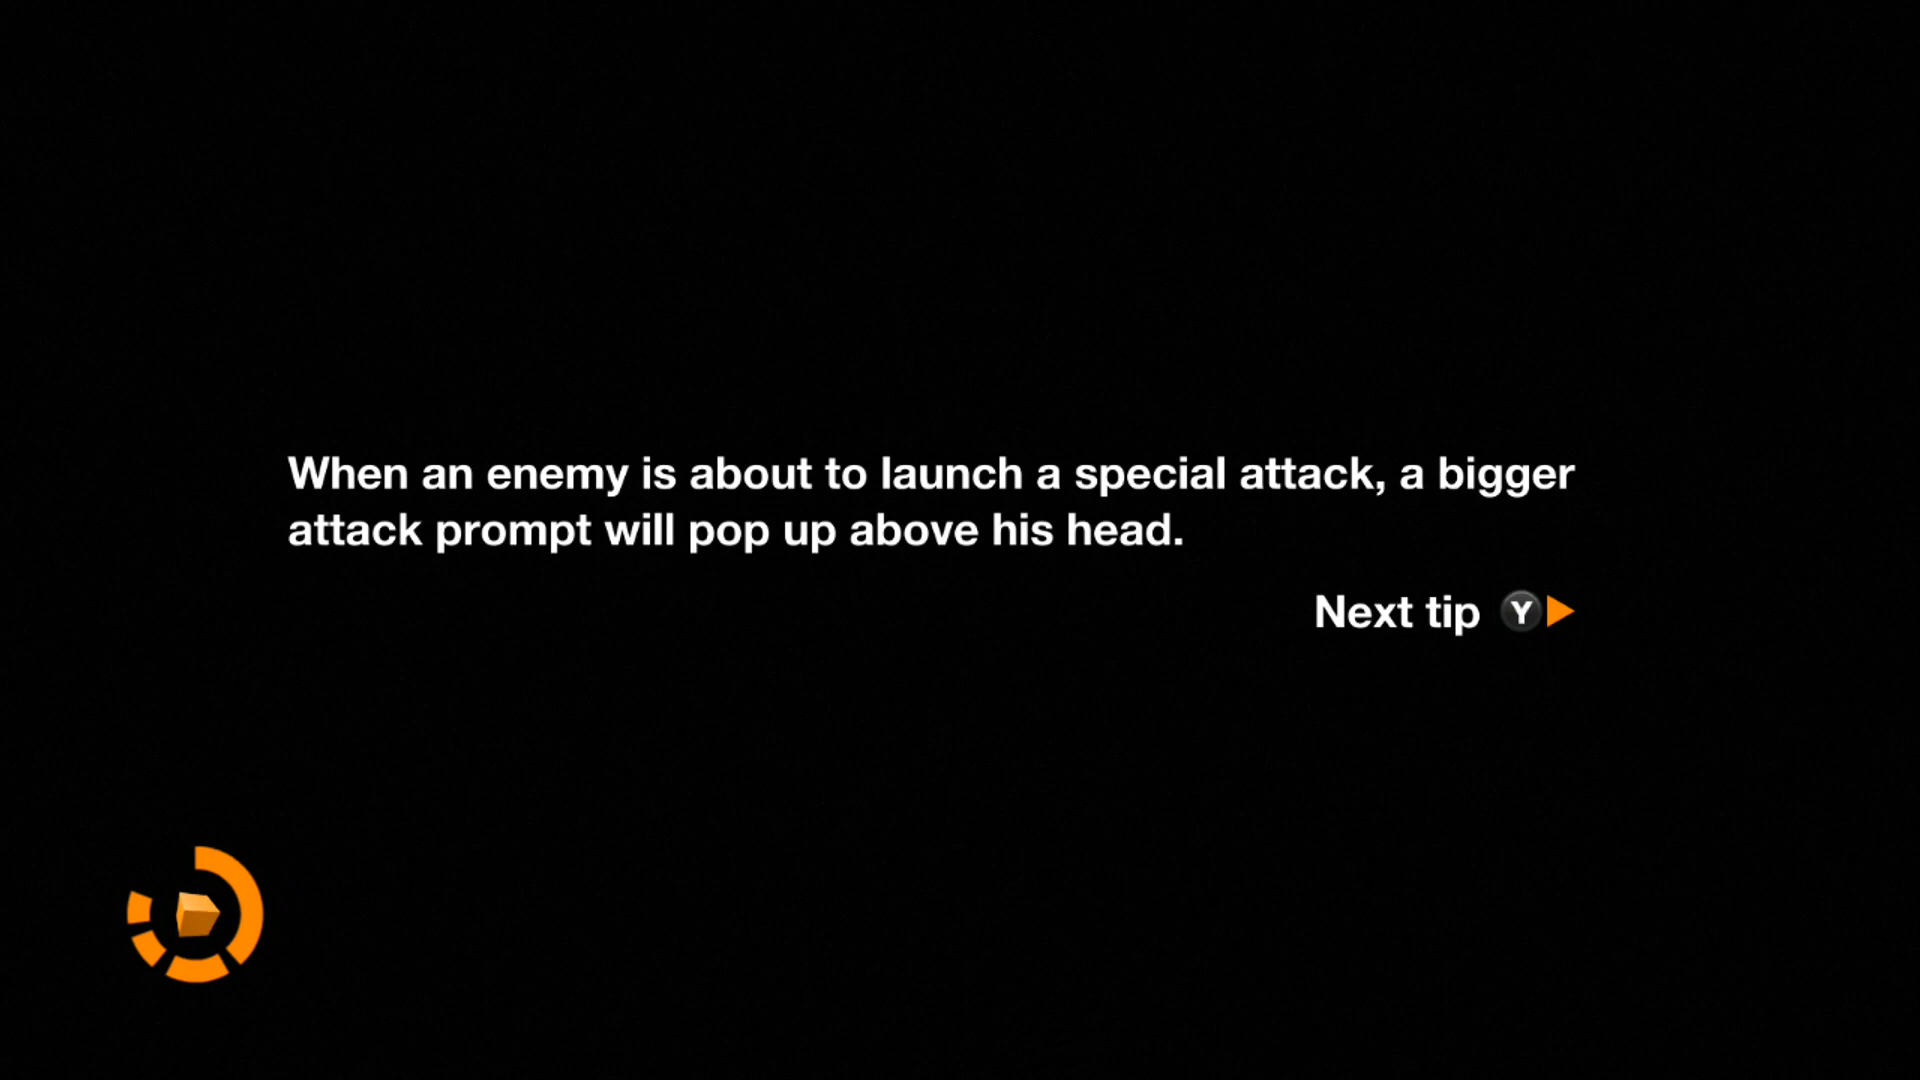 When an enemy is about to launch a special attack, a bigger
attack prompt will pop up above his head.
Next tip Y